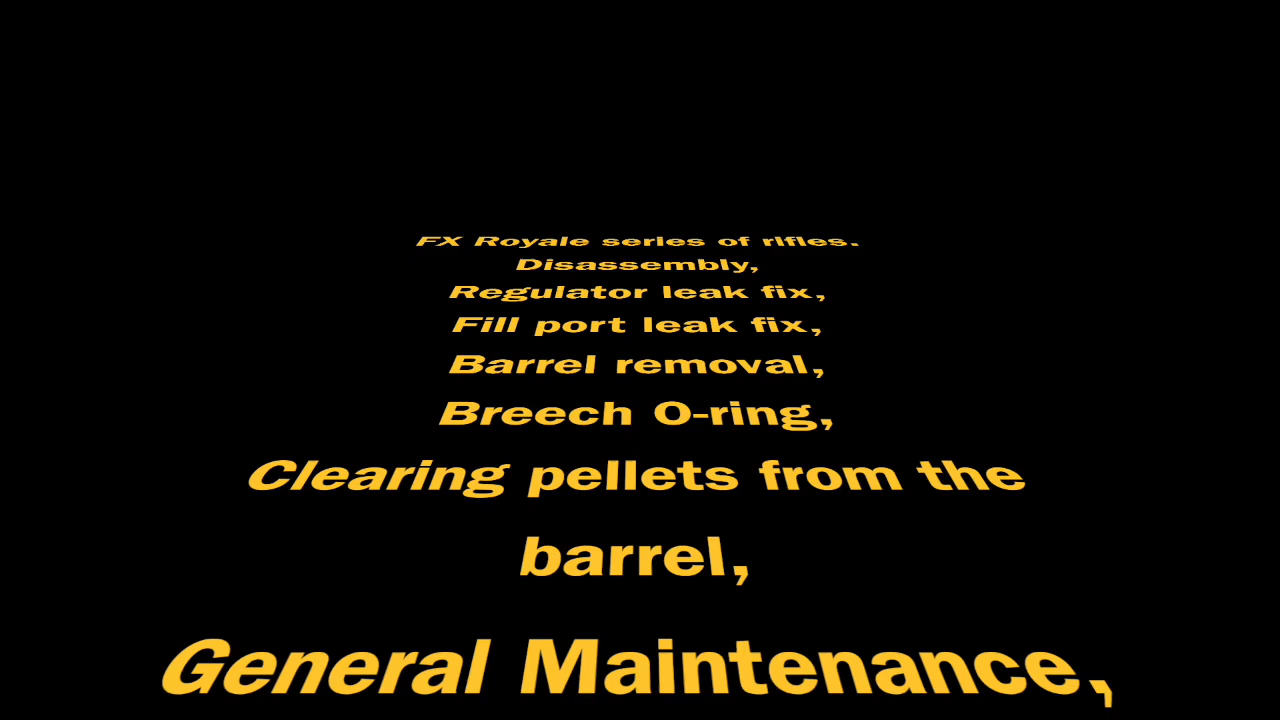 FX Royale series of rifles.
Disassembly,
Regulator leak fix,
Fill port leak fix,
Barrel removal,
Breech O-ring,
Clearing pellets from the
barrel,
General Maintenance,